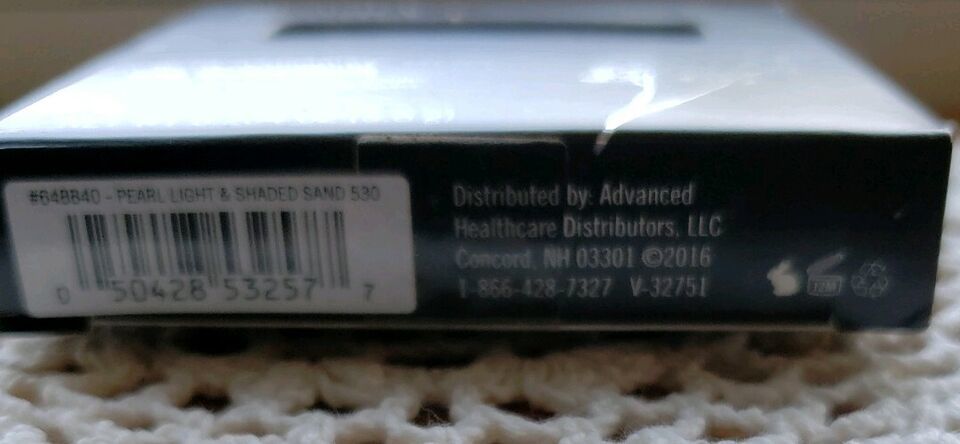 #648840 - PEARL LIGHT & SHADED SAND 530
0 50428 53257 7
Distributed by: Advanced
Healthcare Distributors, LLC
Concord, NH 03301 ©2016
1-866-428-7327 V-32751
12M